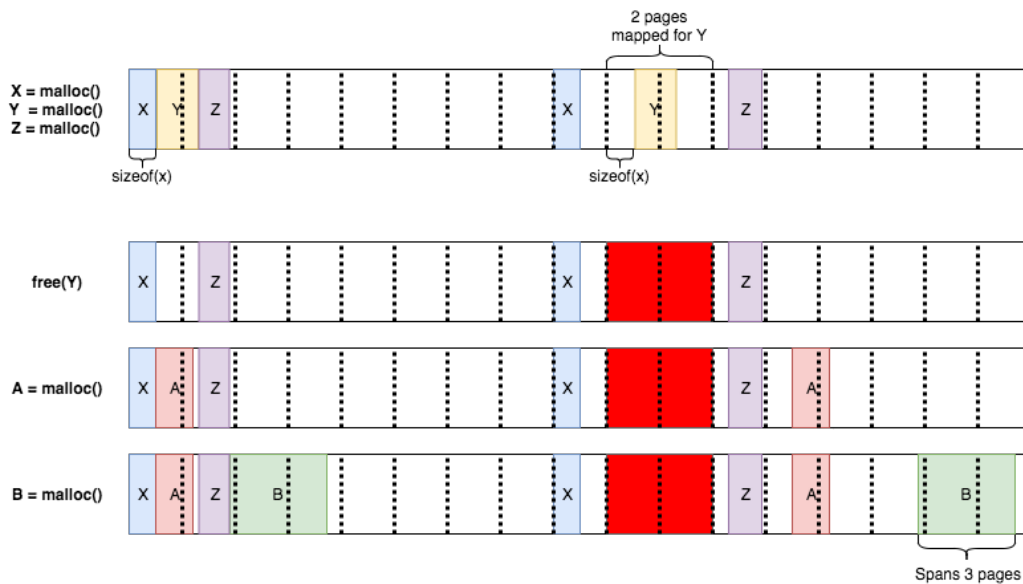 2 pages
mapped for Y
X = malloc()
Y  = malloc()
Z = malloc()
X Y Z X Y Z
sizeof(x) sizeof(x)
free(Y)
X Z X Z
A = malloc()
X A Z X Z A
B = malloc()
X A Z B X Z A B
Spans 3 pages